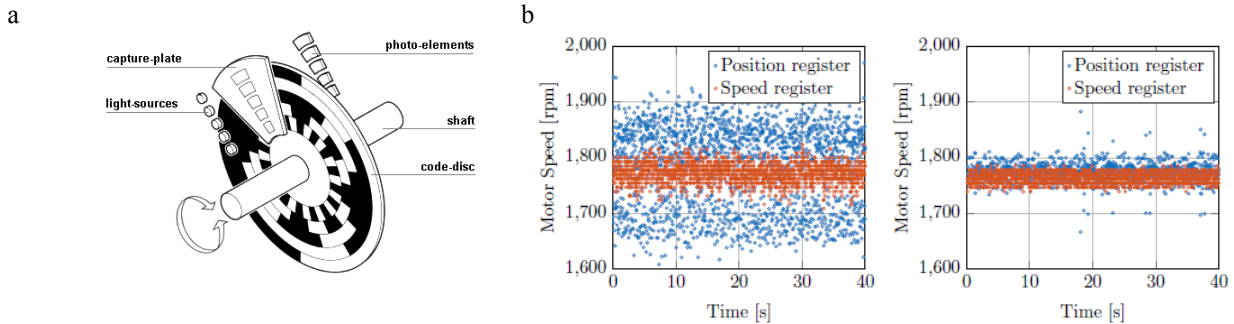 a
photo-elements
capture-plate
light-sources
shaft
code-disc
b
2,000
1,900
1,800
1,700
1,600
Motor Speed [rpm]
Position register
Speed register
0
10
20
30
40
Time [s]
2,000
1,900
1,800
1,700
1,600
Motor Speed [rpm]
Position register
Speed register
0
10
20
30
40
Time [s]